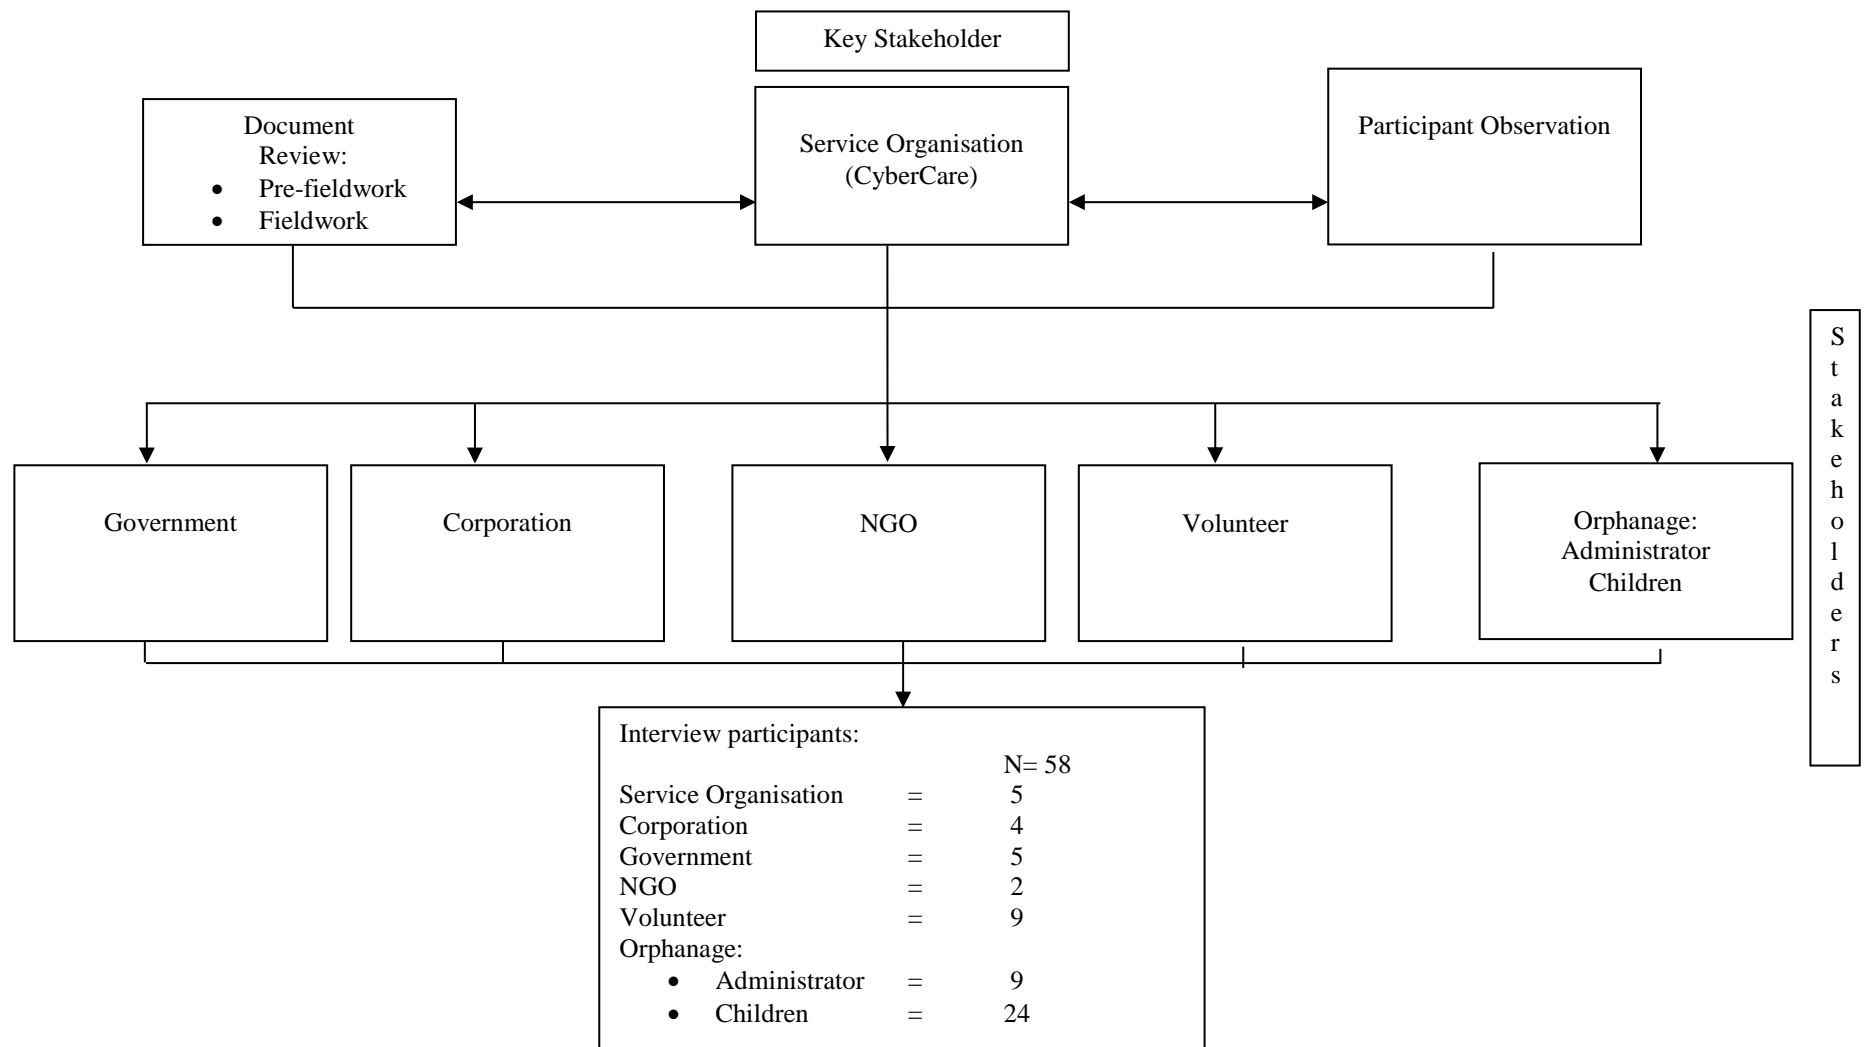 Key Stakeholder
Document
Review:
• Pre-fieldwork
• Fieldwork
Service Organisation
(CyberCare)
Participant Observation
Stakeholders
Government
Corporation
NGO
Volunteer
Orphanage:
Administrator
Children
Interview participants:
N= 58
Service Organisation = 5
Corporation = 4
Government = 5
NGO = 2
Volunteer = 9
Orphanage:
• Administrator = 9
• Children = 24